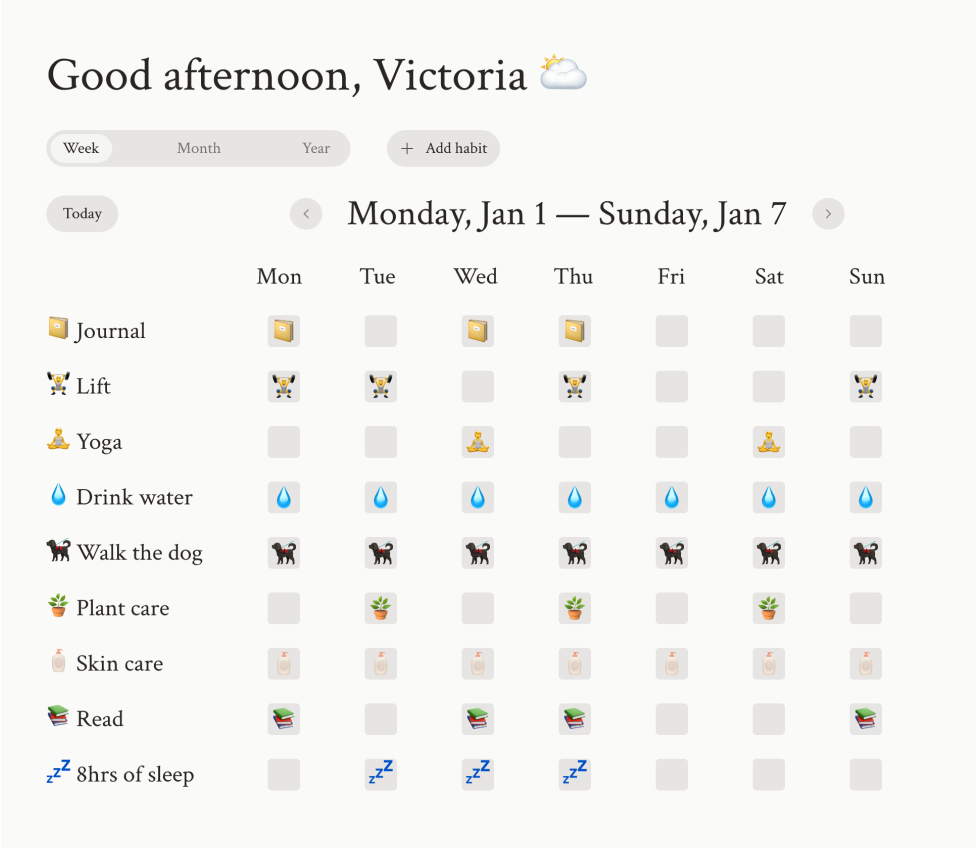 Good afternoon, Victoria
Week Month Year + Add habit
Today < Monday, Jan 1 — Sunday, Jan 7 >
Mon Tue Wed Thu Fri Sat Sun
Journal
Lift
Yoga
Drink water
Walk the dog
Plant care
Skin care
Read
8hrs of sleep